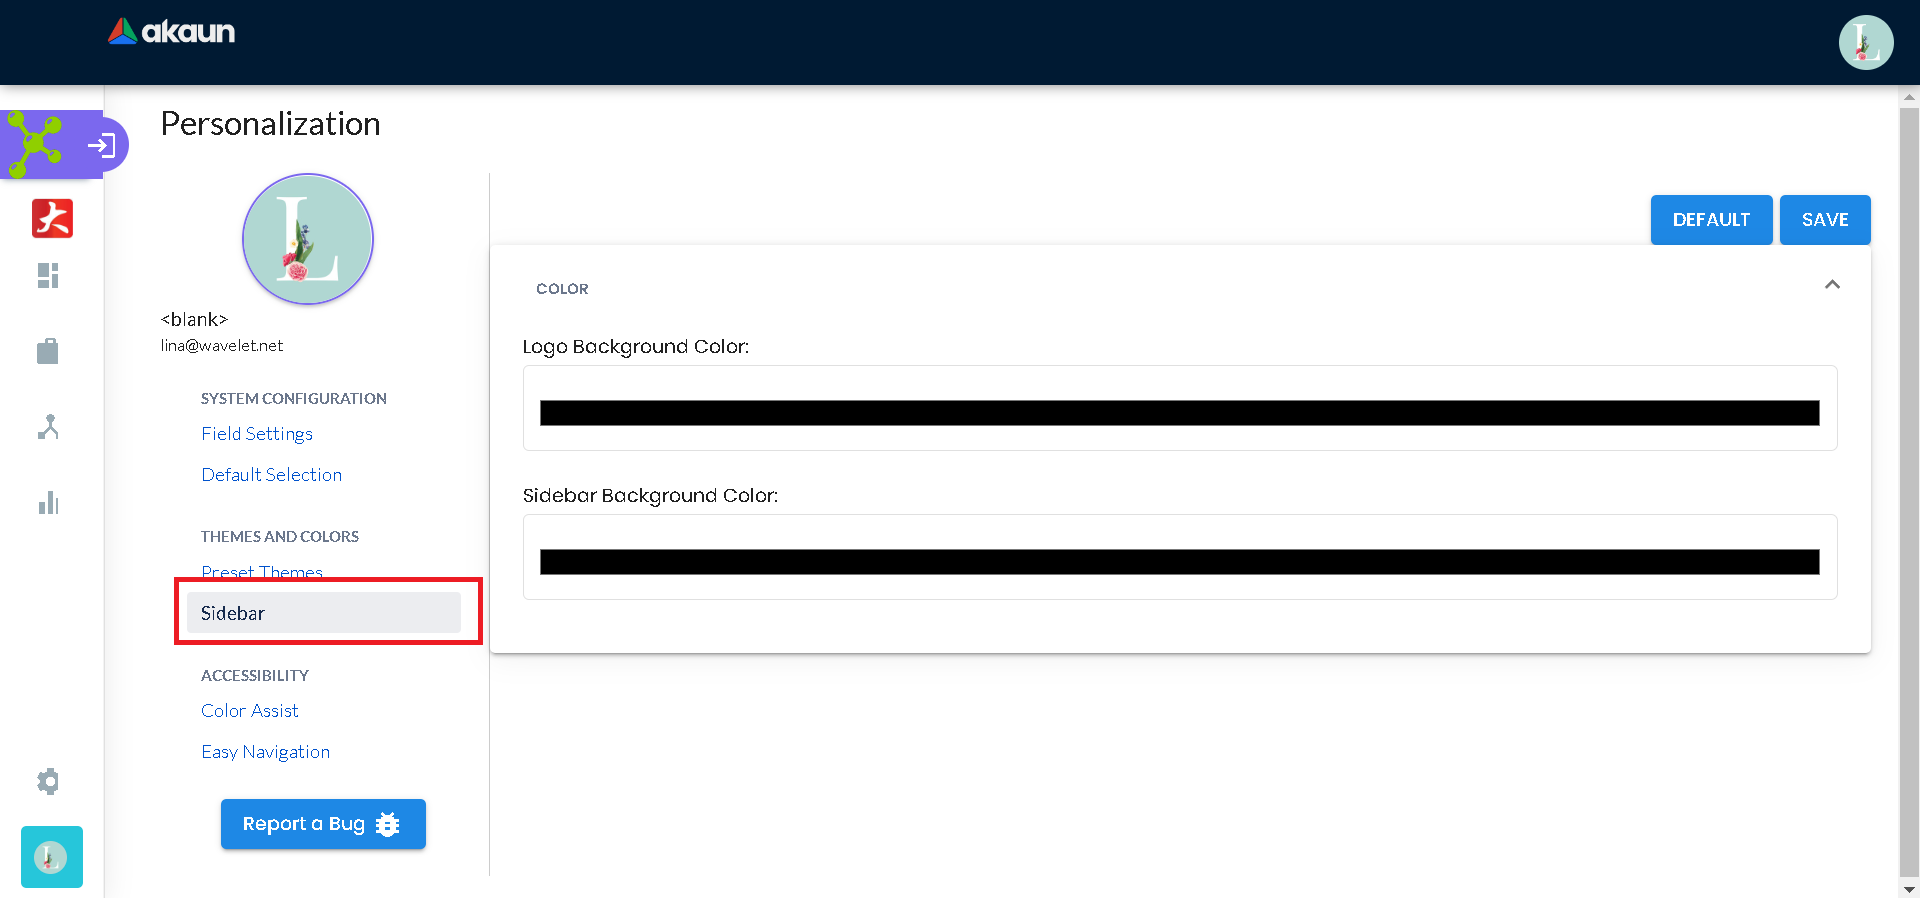 akaun
Personalization
<blank>
lina@wavelet.net
SYSTEM CONFIGURATION
Field Settings
Default Selection
THEMES AND COLORS
Preset Themes
Sidebar
ACCESSIBILITY
Color Assist
Easy Navigation
Report a Bug
DEFAULT
SAVE
COLOR
Logo Background Color:
Sidebar Background Color:
L
L
大
L